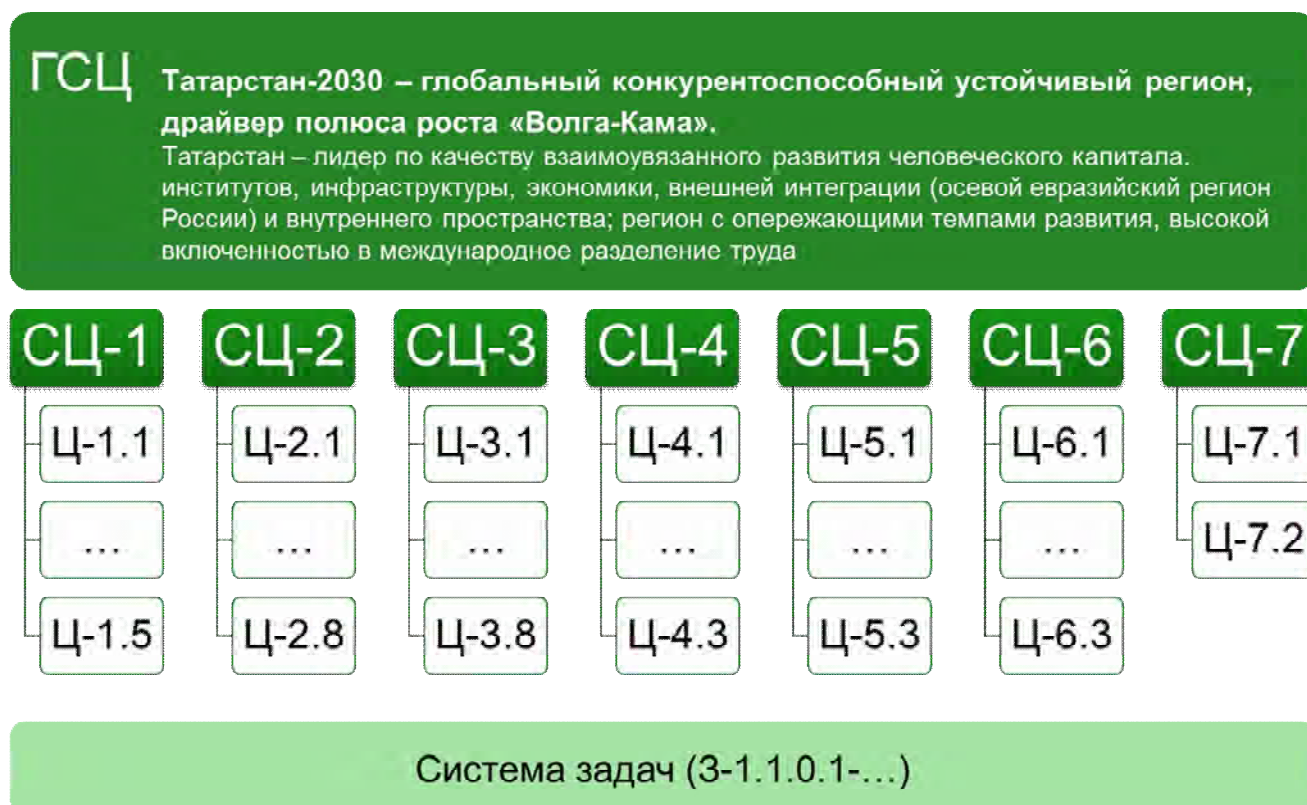 ГСЦ
Татарстан-2030 – глобальный конкурентоспособный устойчивый регион,
драйвер полюса роста «Волга-Кама».
Татарстан – лидер по качеству взаимоувязанного развития человеческого капитала.
институтов, инфраструктуры, экономики, внешней интеграции (осевой евразийский регион
России) и внутреннего пространства; регион с опережающими темпами развития, высокой
включенностью в международное разделение труда
СЦ-1 СЦ-2 СЦ-3 СЦ-4 СЦ-5 СЦ-6 СЦ-7
Ц-1.1 Ц-2.1 Ц-3.1 Ц-4.1 Ц-5.1 Ц-6.1 Ц-7.1
... ... ... ... ... ... Ц-7.2
Ц-1.5 Ц-2.8 Ц-3.8 Ц-4.3 Ц-5.3 Ц-6.3
Система задач (З-1.1.0.1-...)